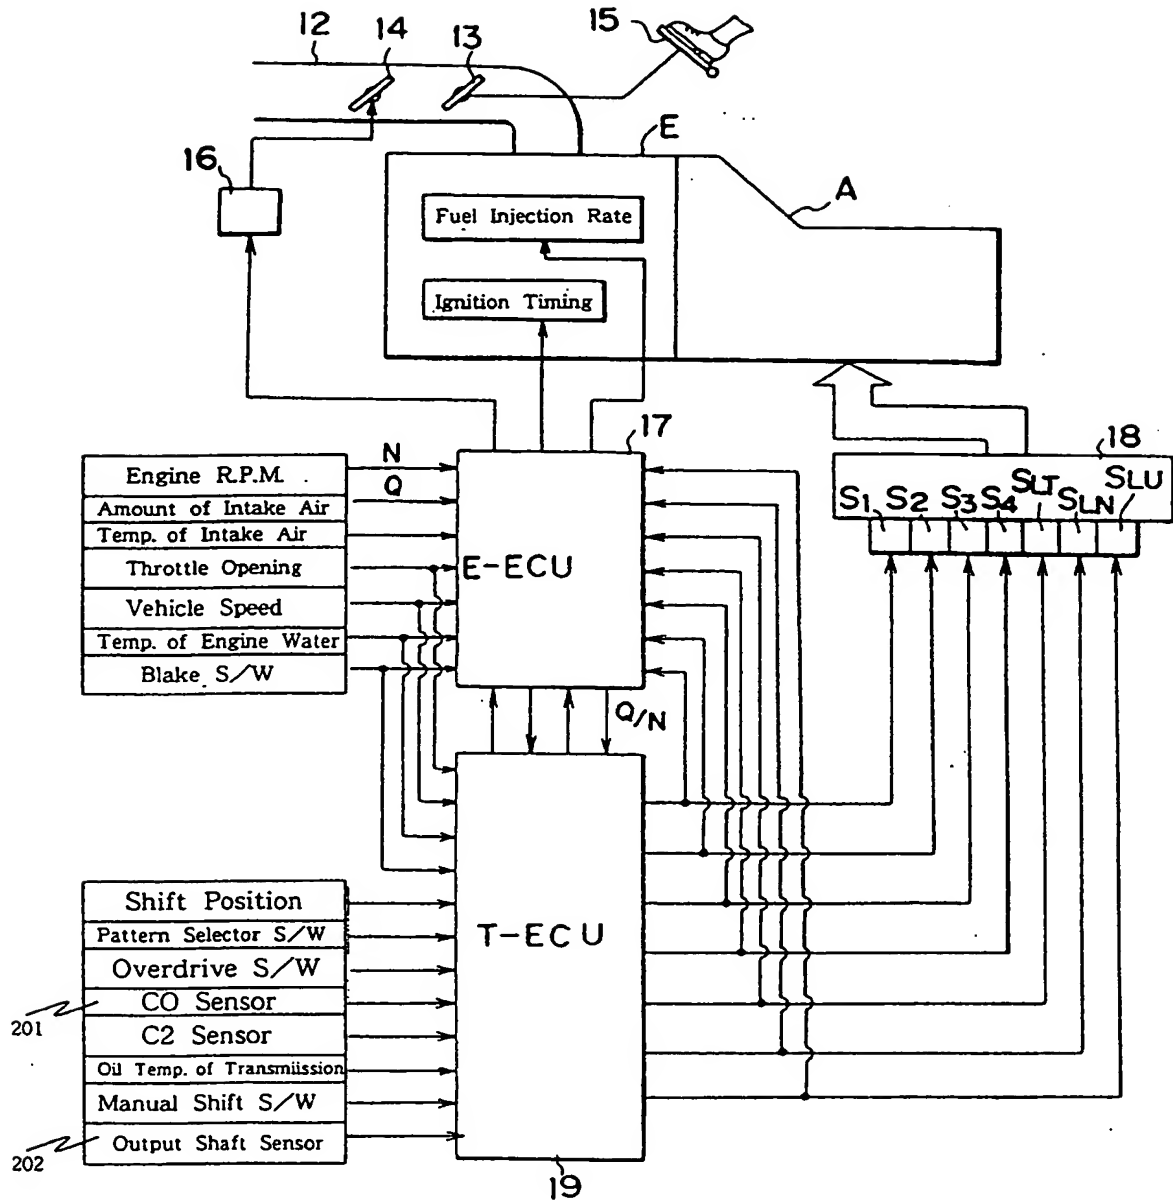 12
14
13
15
16
E
A
Fuel Injection Rate
Ignition Timing
17
18
N
Q
Engine R.P.M.
Amount of Intake Air
Temp. of Intake Air
Throttle Opening
Vehicle Speed
Temp. of Engine Water
Blake S/W
E-ECU
S1 S2 S3 S4 SLT SLN SLU
Q/N
Shift Position
Pattern Selector S/W
Overdrive S/W
CO Sensor
C2 Sensor
Oil Temp. of Transmiission
Manual Shift S/W
Output Shaft Sensor
T-ECU
201
202
19